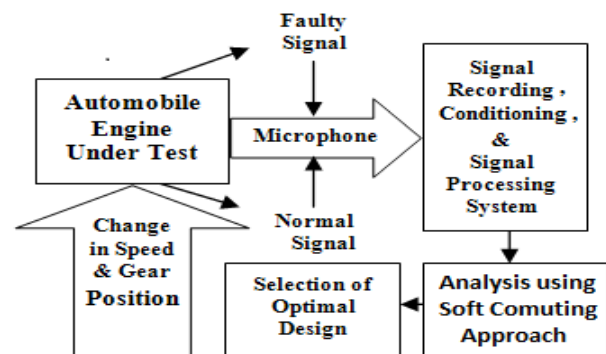 Faulty
Signal
Automobile
Engine
Under Test
Microphone
Signal
Recording ,
Conditioning ,
&
Signal
Processing
System
Change
in Speed
& Gear
Position
Normal
Signal
Selection of
Optimal
Design
Analysis using
Soft Comuting
Approach